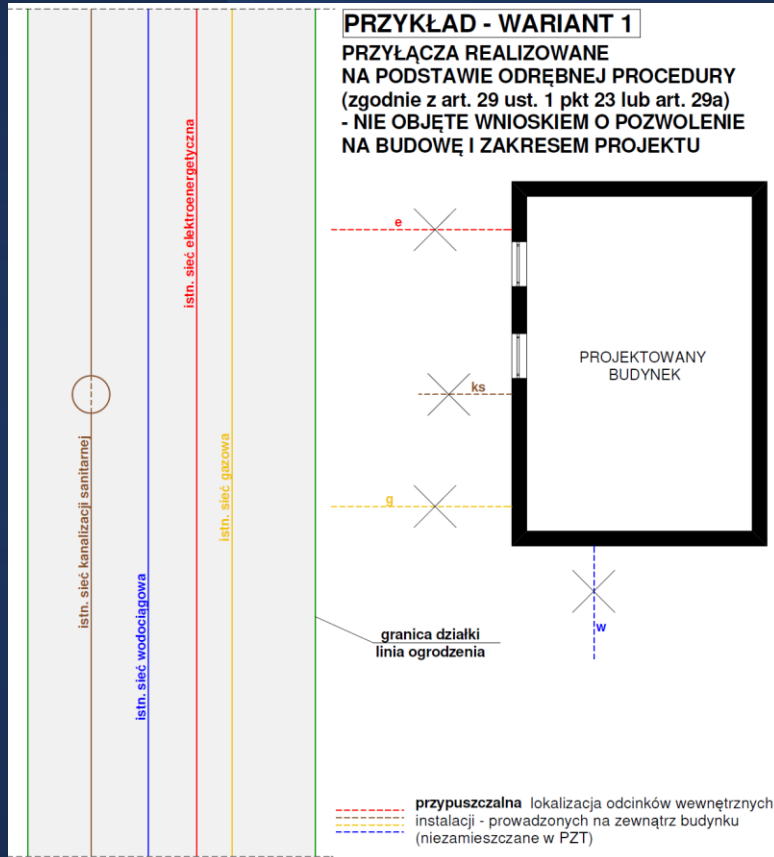 PRZYKŁAD - WARIANT 1
PRZYŁĄCZA REALIZOWANE
NA PODSTAWIE ODRĘBNEJ PROCEDURY
(zgodnie z art. 29 ust. 1 pkt 23 lub art. 29a)
- NIE OBJĘTE WNIOSKIEM O POZWOLENIE
NA BUDOWĘ I ZAKRESEM PROJEKTU
istn. sieć kanalizacji sanitarnej
istn. sieć wodociągowa
istn. sieć elektroenergetyczna
istn. sieć gazowa
e
ks
g
w
PROJEKTOWANY
BUDYNEK
granica działki
linia ogrodzenia
przypuszczalna lokalizacja odcinków wewnętrznych
instalacji - prowadzonych na zewnątrz budynku
(niezamieszczane w PZT)